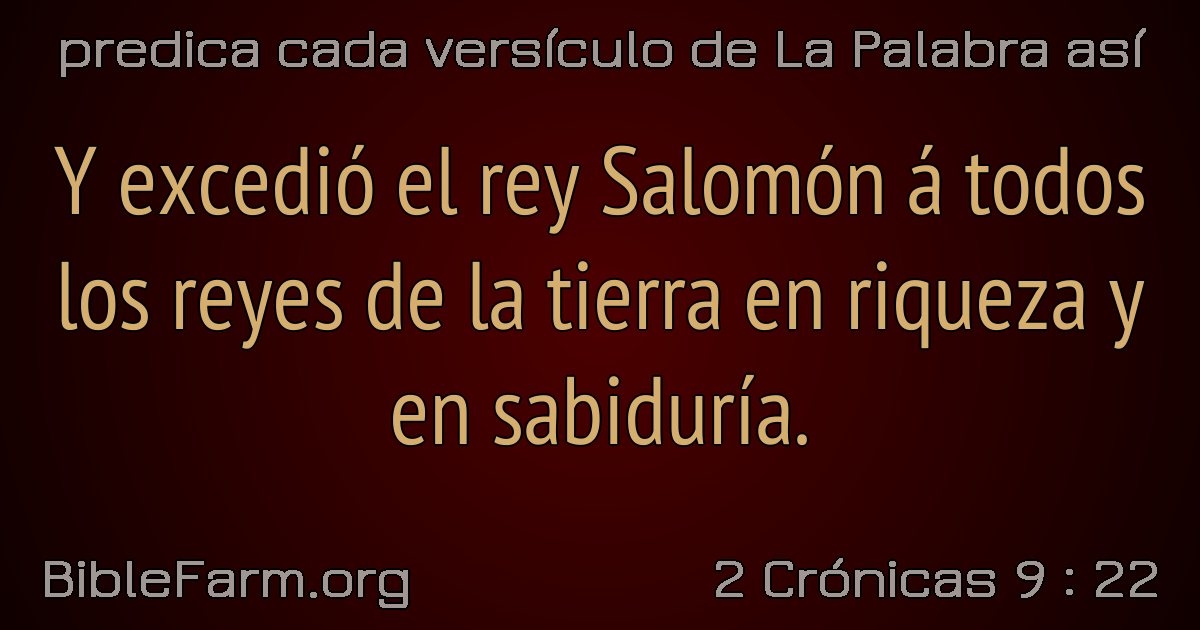 predica cada versículo de La Palabra así
Y excedió el rey Salomón á todos
los reyes de la tierra en riqueza y
en sabiduría.
BibleFarm.org
2 Crónicas 9 : 22